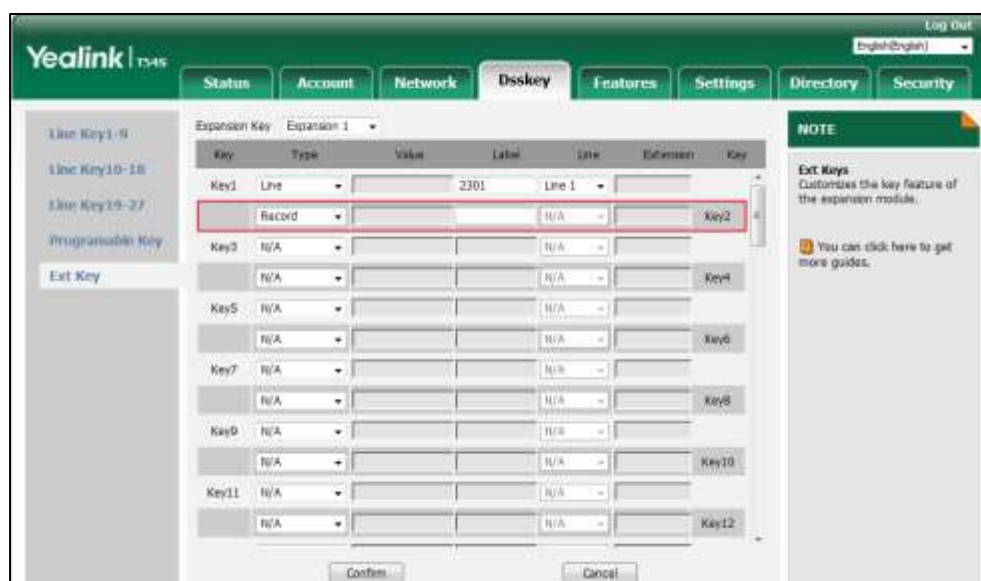 Log Out
Yealink T54S
English(English)
Status Account Network Dsskey Features Settings Directory Security
Line Key1-9
Line Key10-18
Line Key19-27
Programable Key
Ext Key
Expansion Key Expansion 1
Key Type Value Label Line Extension Key
Key1 Line 2301 Line 1
Record N/A Key2
Key3 N/A N/A
N/A N/A Key4
Key5 N/A N/A
N/A N/A Key6
Key7 N/A N/A
N/A N/A Key8
Key9 N/A N/A
N/A N/A Key10
Key11 N/A N/A
N/A N/A Key12
Confirm Cancel
NOTE
Ext Keys
Customizes the key feature of
the expansion module.
You can click here to get
more guides.